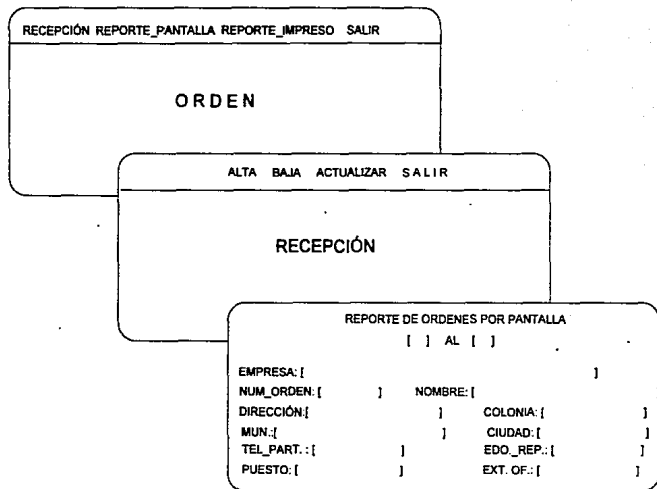 RECEPCIÓN REPORTE_PANTALLA REPORTE_IMPRESO SALIR
ORDEN
ALTA BAJA ACTUALIZAR SALIR
RECEPCIÓN
REPORTE DE ORDENES POR PANTALLA
[ ] AL [ ]
EMPRESA: [ ]
NUM_ORDEN: [ ] NOMBRE: [
DIRECCIÓN:[ ] COLONIA: [ ]
MUN.:[ ] CIUDAD: [ ]
TEL_PART. : [ ] EDO._REP.: [ ]
PUESTO: [ ] EXT. OF.: [ ]